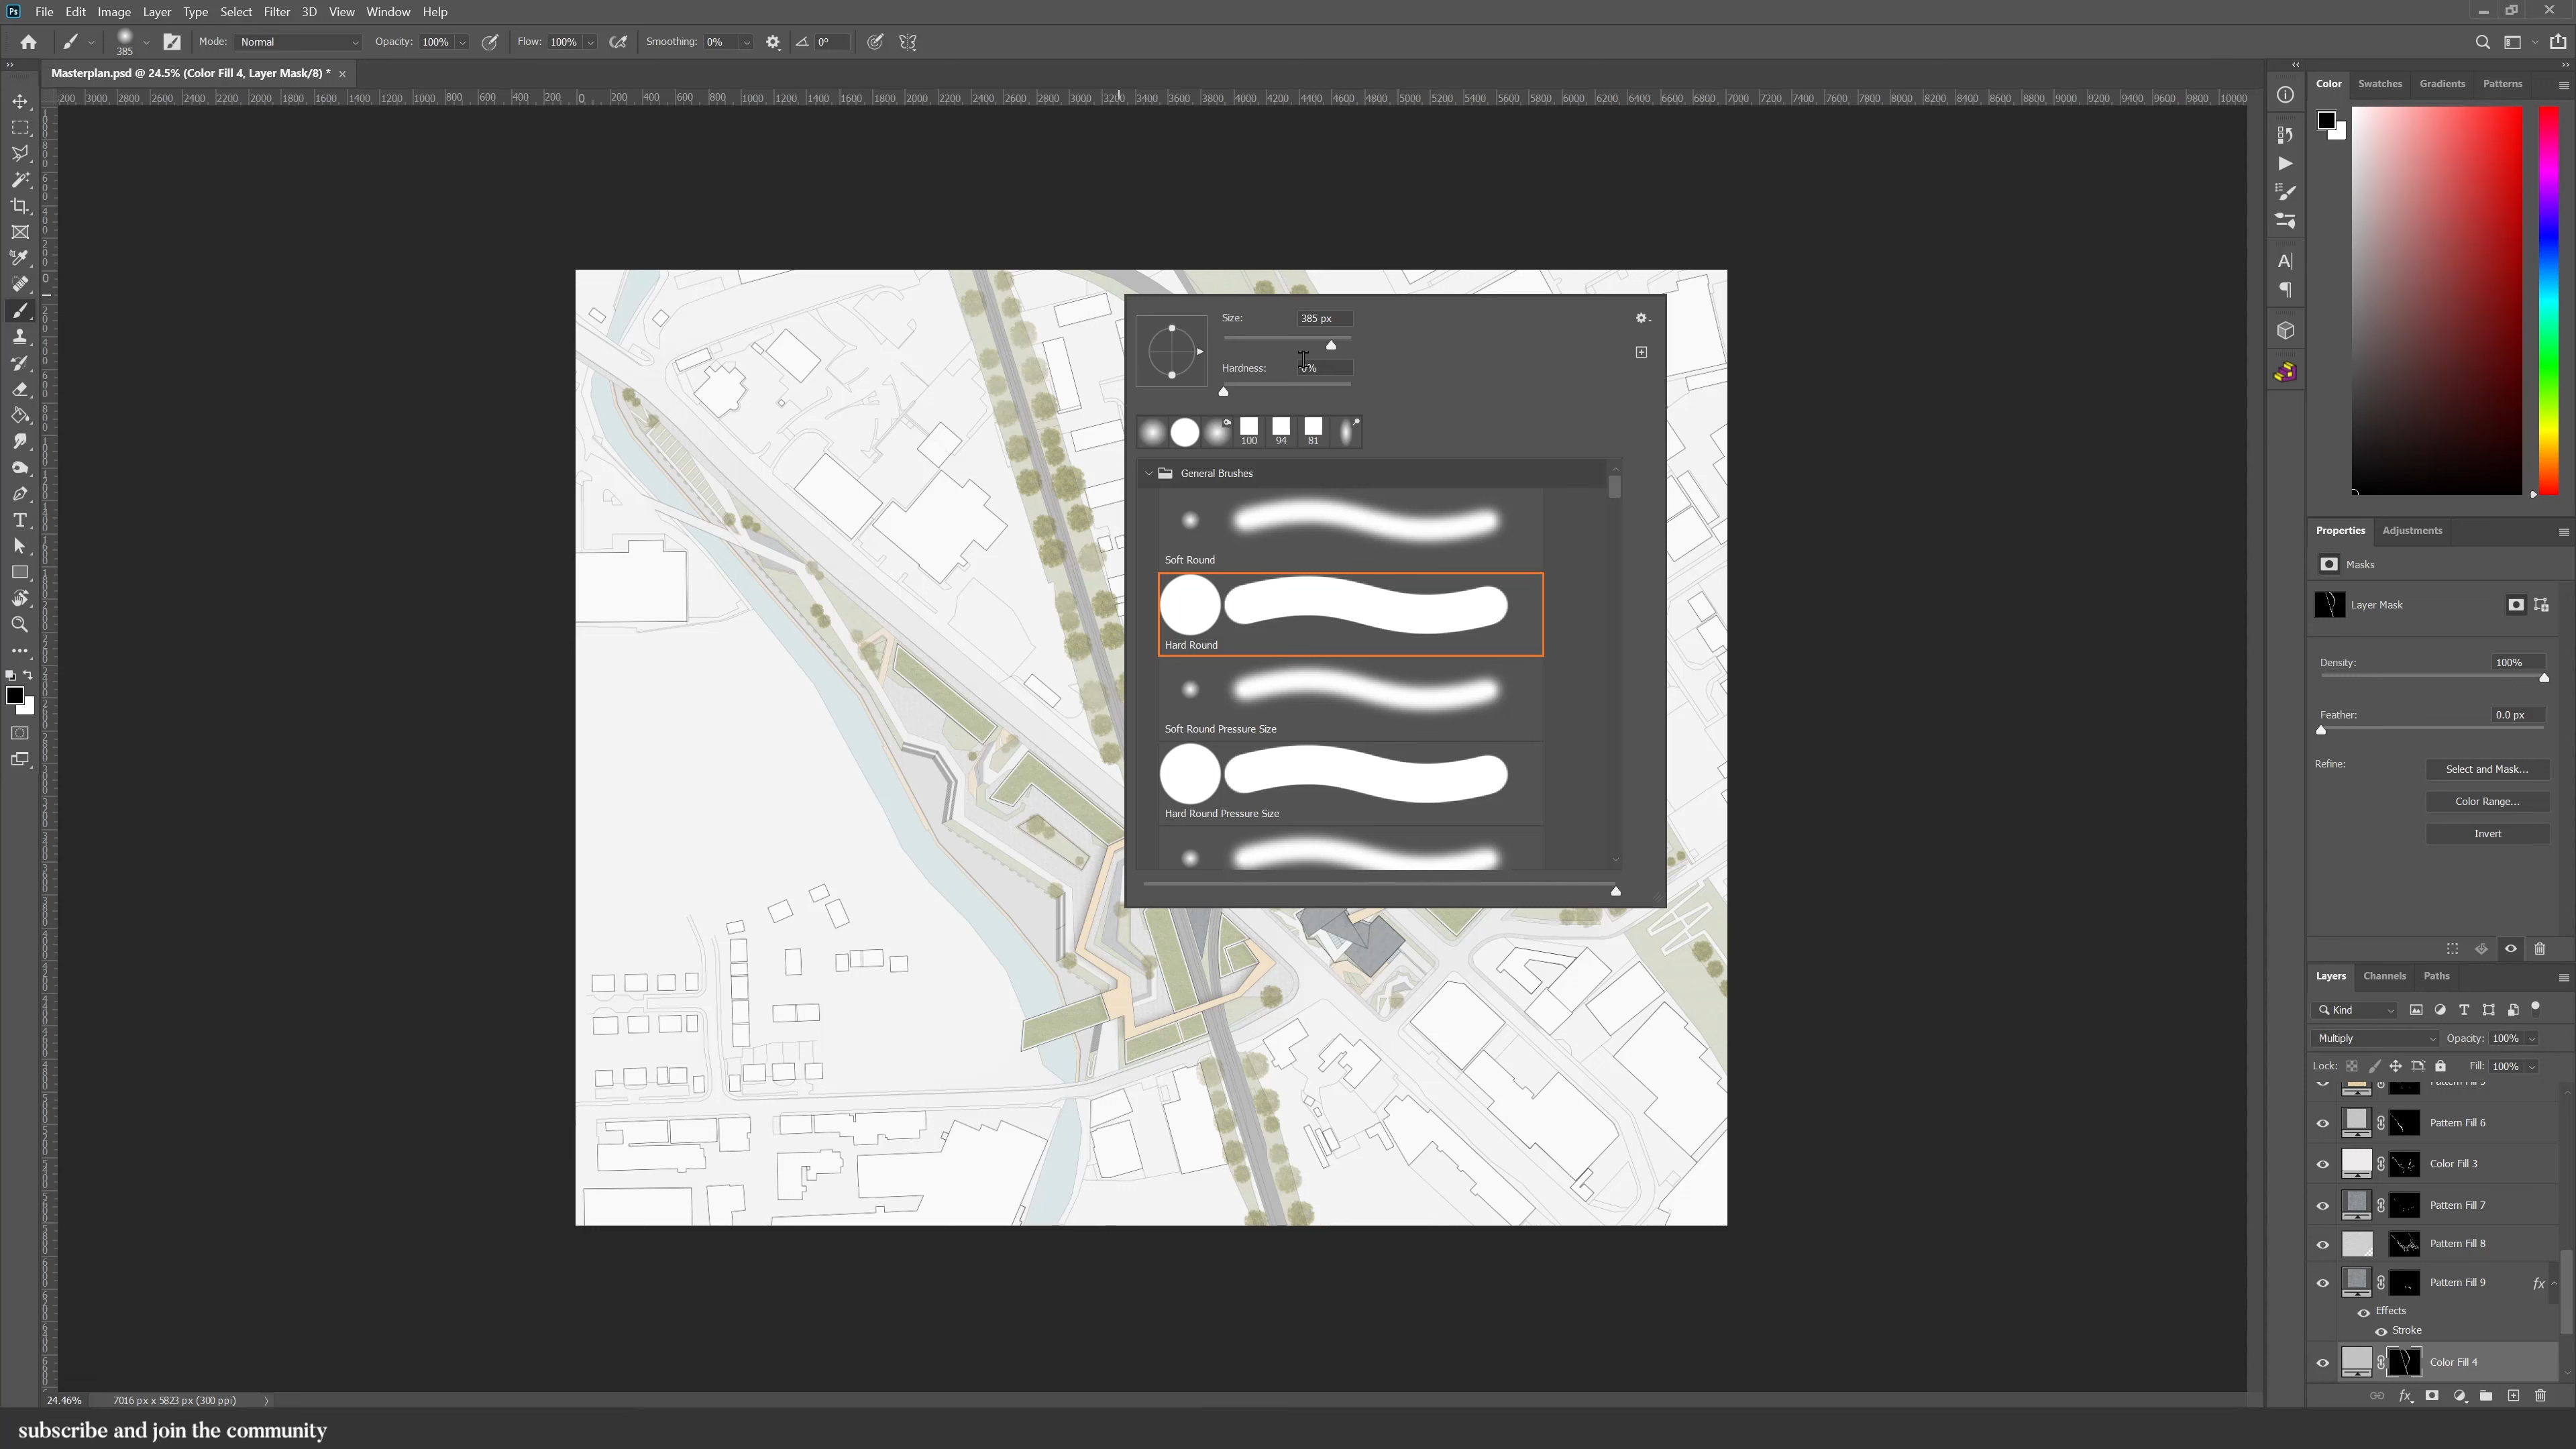 File Edit Image Layer Type Select Filter 3D View Window Help
385 Mode: Normal Opacity: 100% Flow: 100% Smoothing: 0% 0°
Masterplan.psd @ 24.5% (Color Fill 4, Layer Mask/8) *
Size: 385 px
Hardness:
100 94 81
General Brushes
Soft Round
Hard Round
Soft Round Pressure Size
Hard Round Pressure Size
Color Swatches Gradients Patterns
Properties Adjustments
Masks
Layer Mask
Density: 100%
Feather: 0.0 px
Refine: Select and Mask...
Color Range...
Invert
Layers Channels Paths
Kind
Multiply Opacity: 100%
Lock: Fill: 100%
Pattern Fill 6
Color Fill 3
Pattern Fill 7
Pattern Fill 8
Pattern Fill 9 fx
Effects
Stroke
Color Fill 4
24.46% 7016 px x 5823 px (300 ppi)
subscribe and join the community